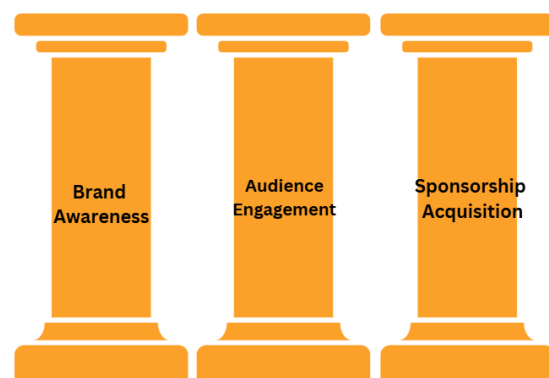 Brand
Awareness
Audience
Engagement
Sponsorship
Acquisition